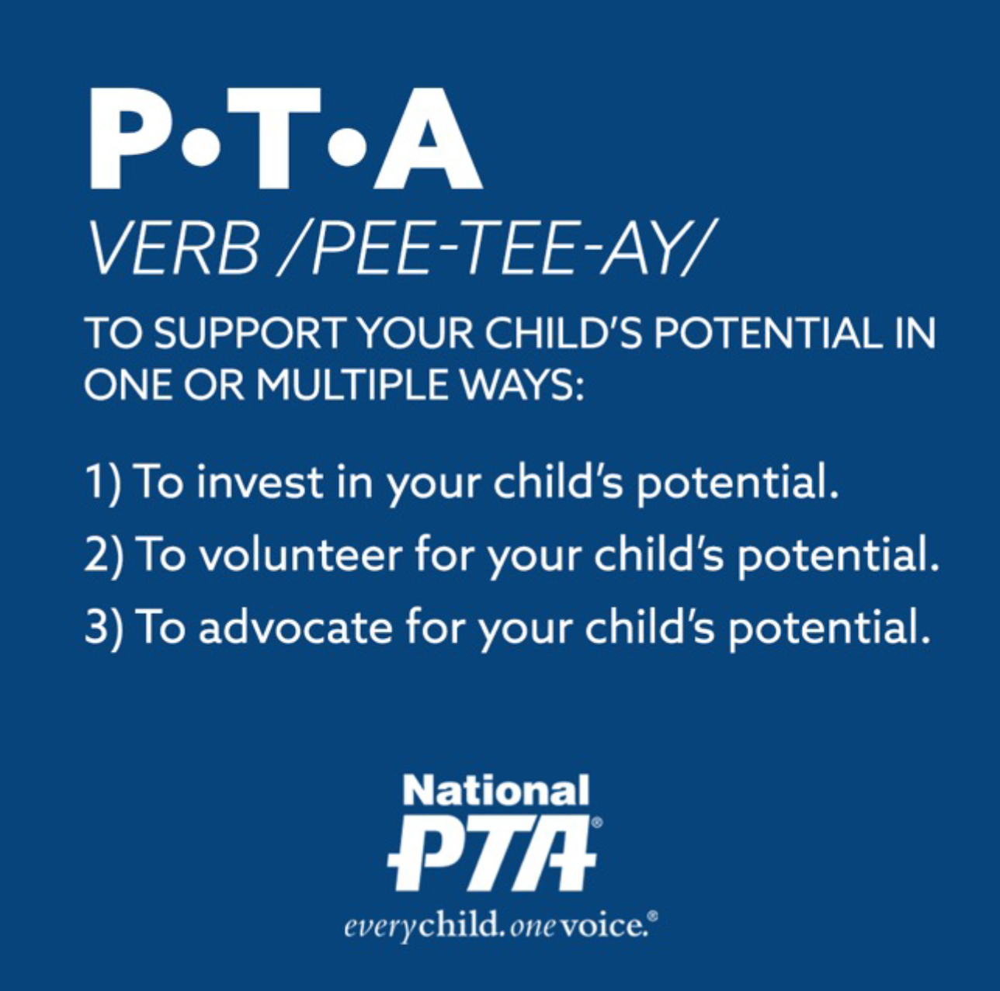 P•T•A
VERB /PEE-TEE-AY/
TO SUPPORT YOUR CHILD’S POTENTIAL IN
ONE OR MULTIPLE WAYS:
1) To invest in your child’s potential.
2) To volunteer for your child’s potential.
3) To advocate for your child’s potential.
National
PTA®
everychild.onevoice.®